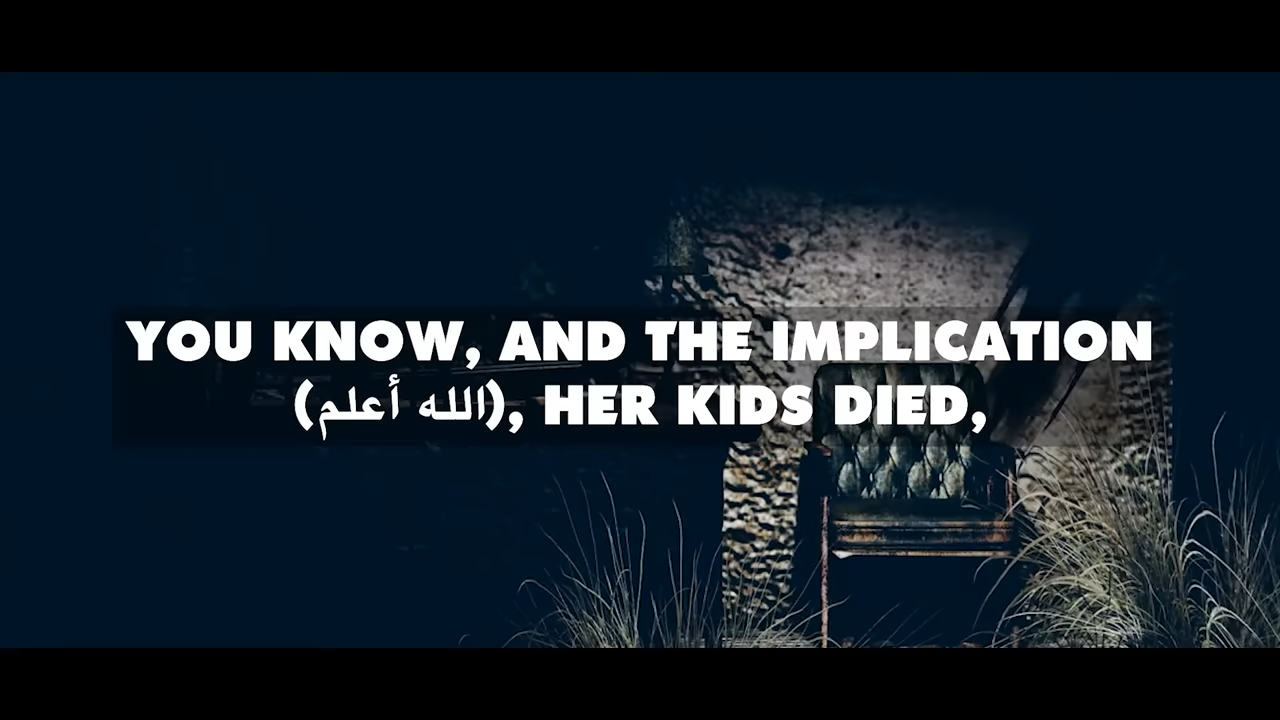 YOU KNOW, AND THE IMPLICATION
(الله أعلم), HER KIDS DIED,